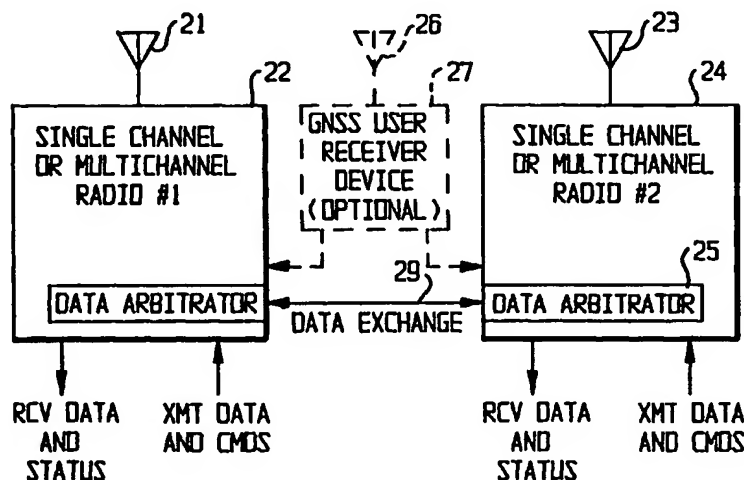 21
22
SINGLE CHANNEL
OR MULTICHANNEL
RADIO #1
DATA ARBITRATOR
RCV DATA
AND
STATUS
XMT DATA
AND CMDS
26
27
GNSS USER
RECEIVER
DEVICE
(OPTIONAL)
29
DATA EXCHANGE
23
24
SINGLE CHANNEL
OR MULTICHANNEL
RADIO #2
25
DATA ARBITRATOR
RCV DATA
AND
STATUS
XMT DATA
AND CMDS